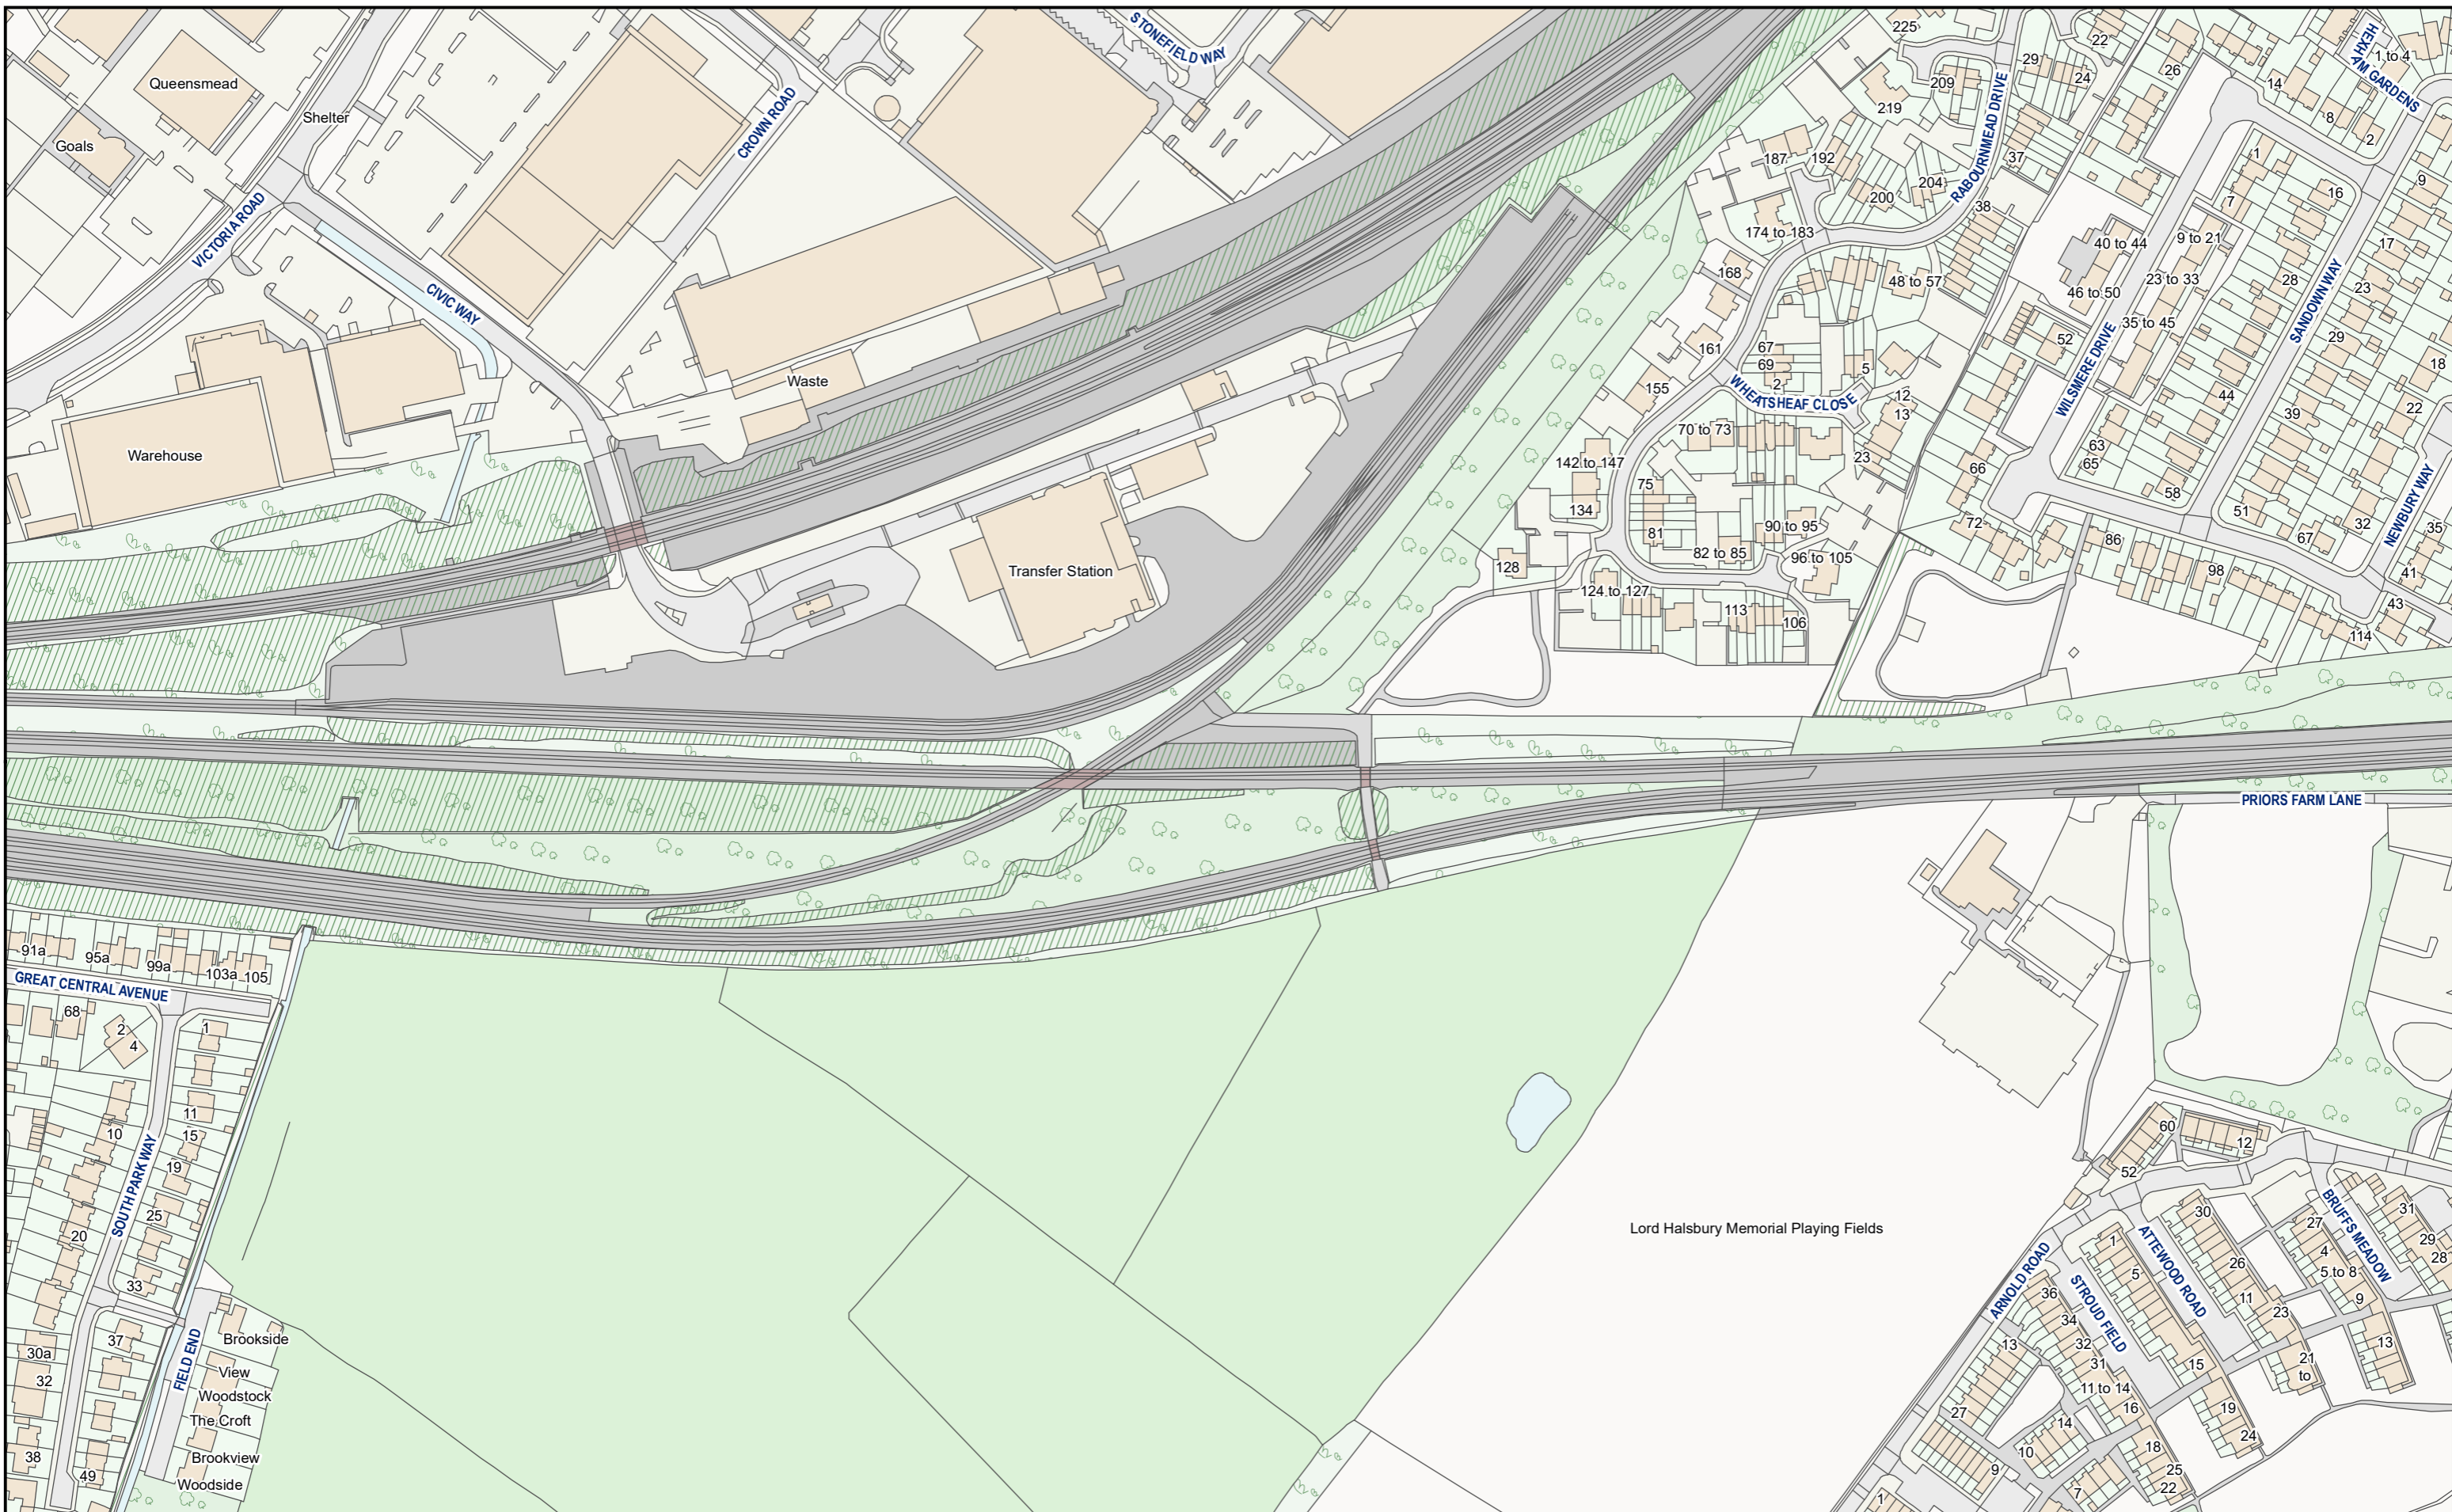 STONEFIELD WAY
225
22
HEXHAM GARDENS
1 to 4
29
24
26
14
8
2
Queensmead
Shelter
Goals
CROWN ROAD
209
219
RABOURNMEAD DRIVE
37
187
192
200
204
38
1
16
7
9
VICTORIA ROAD
CIVIC WAY
174 to 183
168
48 to 57
40 to 44
9 to 21
23 to 33
46 to 50
35 to 45
28
17
23
SANDOWN WAY
29
18
161
67
69
2
5
52
WILSMERE DRIVE
Waste
155
WHEATSHEAF CLOSE
12
13
44
39
22
Warehouse
70 to 73
142 to 147
23
66
63
65
58
51
67
32
NEWBURY WAY
35
75
134
81
90 to 95
82 to 85
96 to 105
72
86
98
41
43
114
Transfer Station
128
124 to 127
113
106
PRIORS FARM LANE
91a
95a
99a
103a
105
GREAT CENTRAL AVENUE
68
2
4
1
11
10
15
19
SOUTH PARK WAY
25
20
33
37
30a
32
38
49
FIELD END
Brookside
View
Woodstock
The Croft
Brookview
Woodside
Lord Halsbury Memorial Playing Fields
60
12
52
BRUFFS MEADOW
31
29
28
30
27
4
5 to 8
9
ATTEWOOD ROAD
26
11
23
1
5
ARNOLD ROAD
STROUD FIELD
36
34
32
31
13
15
13
21
to
11 to 14
16
19
24
27
14
10
18
9
25
22
7
1